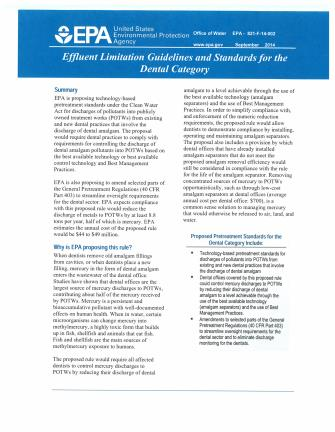 EPA United States
Environmental Protection
Agency
Office of Water EPA - 821-F-14-002
www.epa.gov September 2014
Effluent Limitation Guidelines and Standards for the
Dental Category
Summary
EPA is proposing technology-based
pretreatment standards under the Clean Water
Act for discharges of pollutants into publicly
owned treatment works (POTWs) from existing
and new dental practices that involve the
discharge of dental amalgam. The proposal
would require dental practices to comply with
requirements for controlling the discharge of
dental amalgam pollutants into POTWs based on
the best available technology or best available
control technology and Best Management
Practices.
EPA is also proposing to amend selected parts of
the General Pretreatment Regulations (40 CFR
Part 403) to streamline oversight requirements
for the dental sector. EPA expects compliance
with this proposed rule would reduce the
discharge of metals to POTWs by at least 8.8
tons per year, half of which is mercury. EPA
estimates the annual cost of the proposed rule
would be $44 to $49 million.
Why is EPA proposing this rule?
When dentists remove old amalgam fillings
from cavities, or when dentists place a new
filling, mercury in the form of dental amalgam
enters the wastewater of the dental office.
Studies have shown that dental offices are the
largest source of mercury discharges to POTWs,
contributing about half of the mercury received
by POTWs. Mercury is a persistent and
bioaccumulative pollutant with well-documented
effects on human health. When in water, certain
microorganisms can change mercury into
methylmercury, a highly toxic form that builds
up in fish, shellfish and animals that eat fish.
Fish and shellfish are the main sources of
methylmercury exposure to humans.
The proposed rule would require all affected
dentists to control mercury discharges to
POTWs by reducing their discharge of dental
amalgam to a level achievable through the use of
the best available technology (amalgam
separators) and the use of Best Management
Practices. In order to simplify compliance with,
and enforcement of the numeric reduction
requirements, the proposed rule would allow
dentists to demonstrate compliance by installing,
operating and maintaining amalgam separators.
The proposal also includes a provision by which
dental offices that have already installed
amalgam separators that do not meet the
proposed amalgam removal efficiency would
still be considered in compliance with the rule
for the life of the amalgam separator. Removing
concentrated sources of mercury to POTWs
opportunistically, such as through low-cost
amalgam separators at dental offices (average
annual cost per dental office: $700), is a
common sense solution to managing mercury
that would otherwise be released to air, land, and
water.
Proposed Pretreatment Standards for the
Dental Category Include:
• Technology-based pretreatment standards for
discharges of pollutants into POTWs from
existing and new dental practices that involve
the discharge of dental amalgam
• Dental offices covered by this proposed rule
could control mercury discharges to POTWs
by reducing their discharge of dental
amalgam to a level achievable through the
use of the best available technology
(amalgam separators) and the use of Best
Management Practices.
• Amendments to selected parts of the General
Pretreatment Regulations (40 CFR Part 403)
to streamline oversight requirements for the
dental sector and to eliminate discharge
monitoring for the dentists.